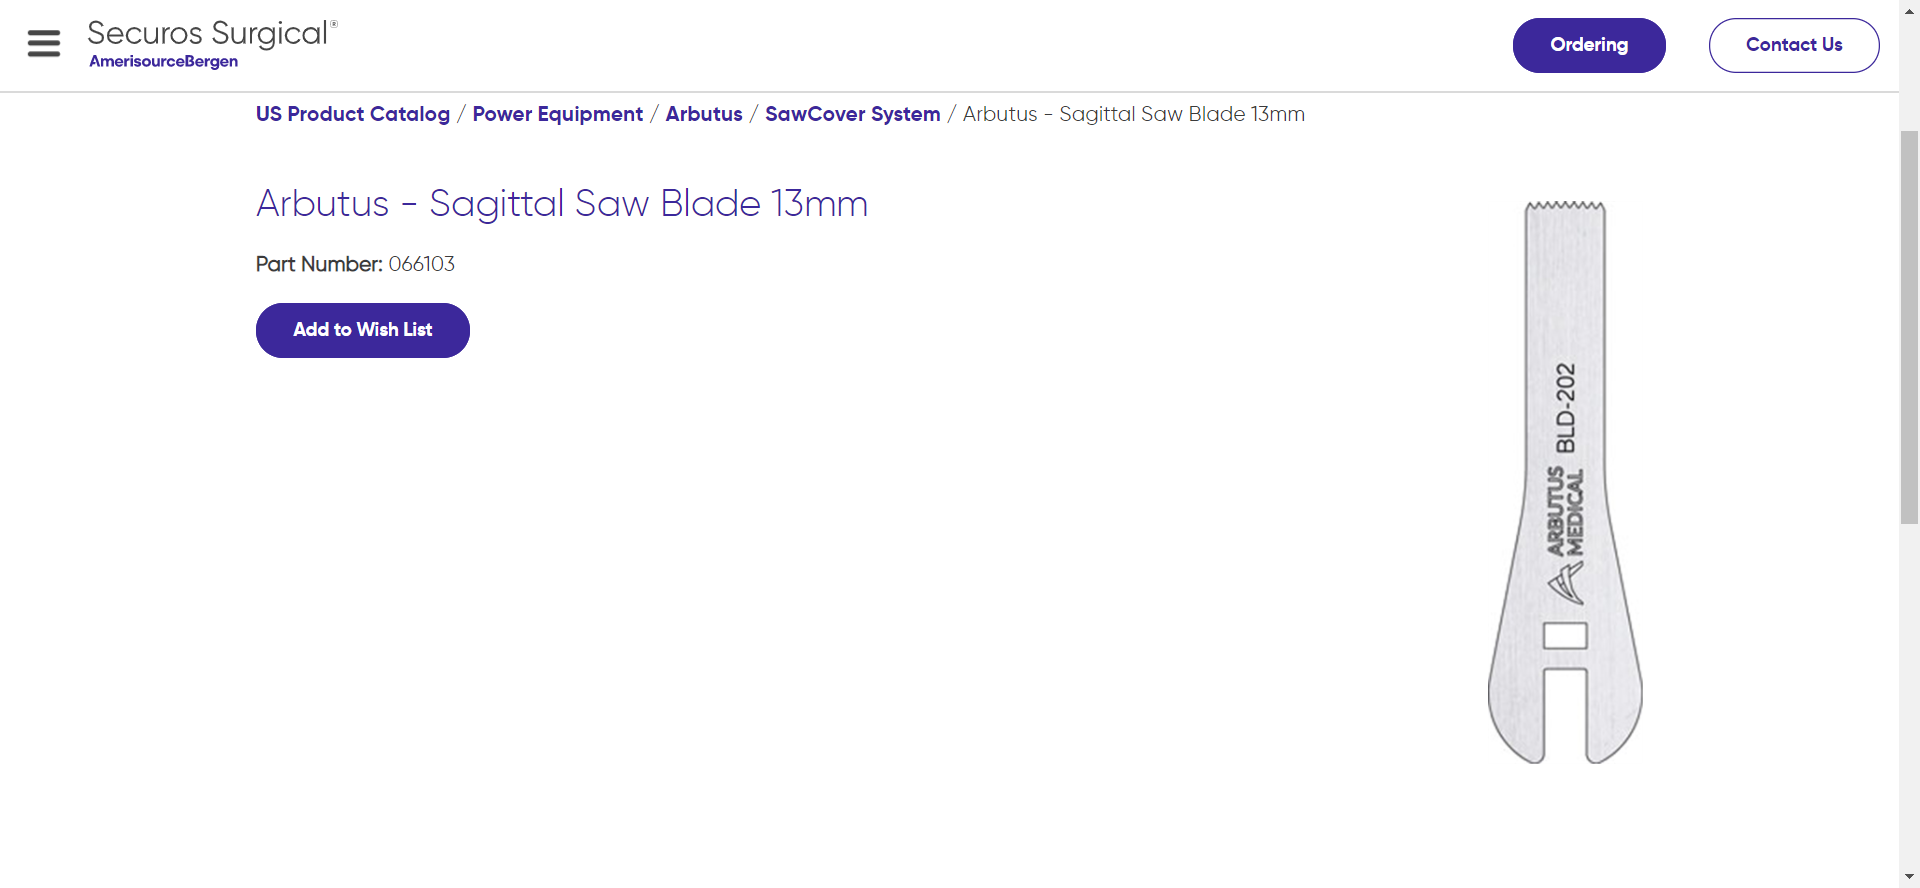 Securos Surgical®
AmerisourceBergen
Ordering
Contact Us
US Product Catalog / Power Equipment / Arbutus / SawCover System / Arbutus - Sagittal Saw Blade 13mm
Arbutus - Sagittal Saw Blade 13mm
Part Number: 066103
Add to Wish List
ARBUTUS
MEDICAL
BLD-202